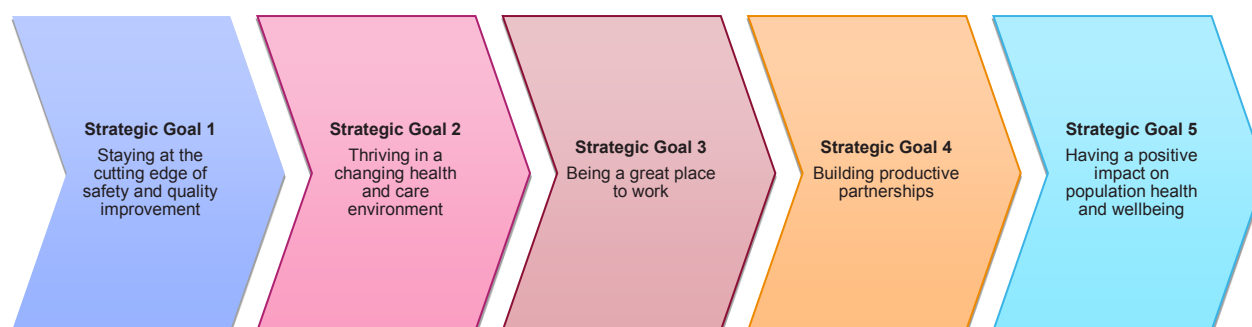 Strategic Goal 1
Staying at the
cutting edge of
safety and quality
improvement
Strategic Goal 2
Thriving in a
changing health
and care
environment
Strategic Goal 3
Being a great place
to work
Strategic Goal 4
Building productive
partnerships
Strategic Goal 5
Having a positive
impact on
population health
and wellbeing